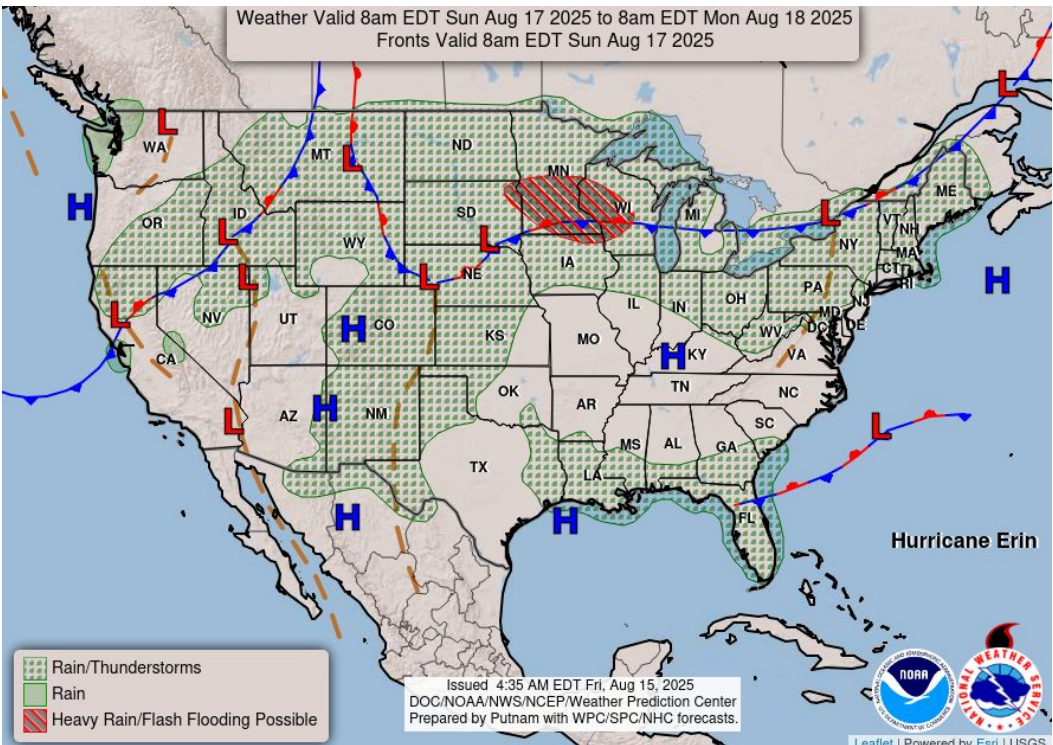 Weather Valid 8am EDT Sun Aug 17 2025 to 8am EDT Mon Aug 18 2025
Fronts Valid 8am EDT Sun Aug 17 2025
L
L
WA
MT
ND
MN
L
ME
H
OR
ID
L
SD
WI
MI
L
VT
NH
NY
MA
CT
RI
WY
L
NE
L
L
IA
PA
NJ
H
L
NV
UT
H
CO
KS
MO
IL
IN
OH
WV
MD
DC
DE
VA
CA
H
KY
AZ
H
NM
OK
AR
TN
NC
L
MS
AL
GA
SC
L
TX
LA
H
H
FL
Hurricane Erin
Rain/Thunderstorms
Rain
Heavy Rain/Flash Flooding Possible
Issued 4:35 AM EDT Fri, Aug 15, 2025
DOC/NOAA/NWS/NCEP/Weather Prediction Center
Prepared by Putnam with WPC/SPC/NHC forecasts.
NOAA
NATIONAL WEATHER SERVICE
Leaflet | Powered by Esri | USGS